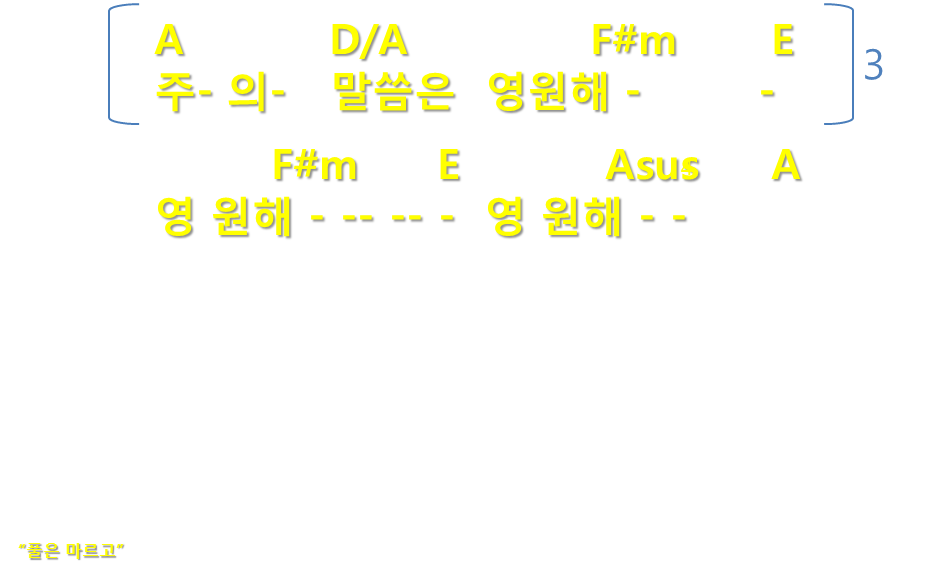 A D/A F#m E
주- 의- 말씀은 영원해 - -
3
F#m E Asus A
영 원해 - -- -- - 영 원해 - -
"풀은 마르고"